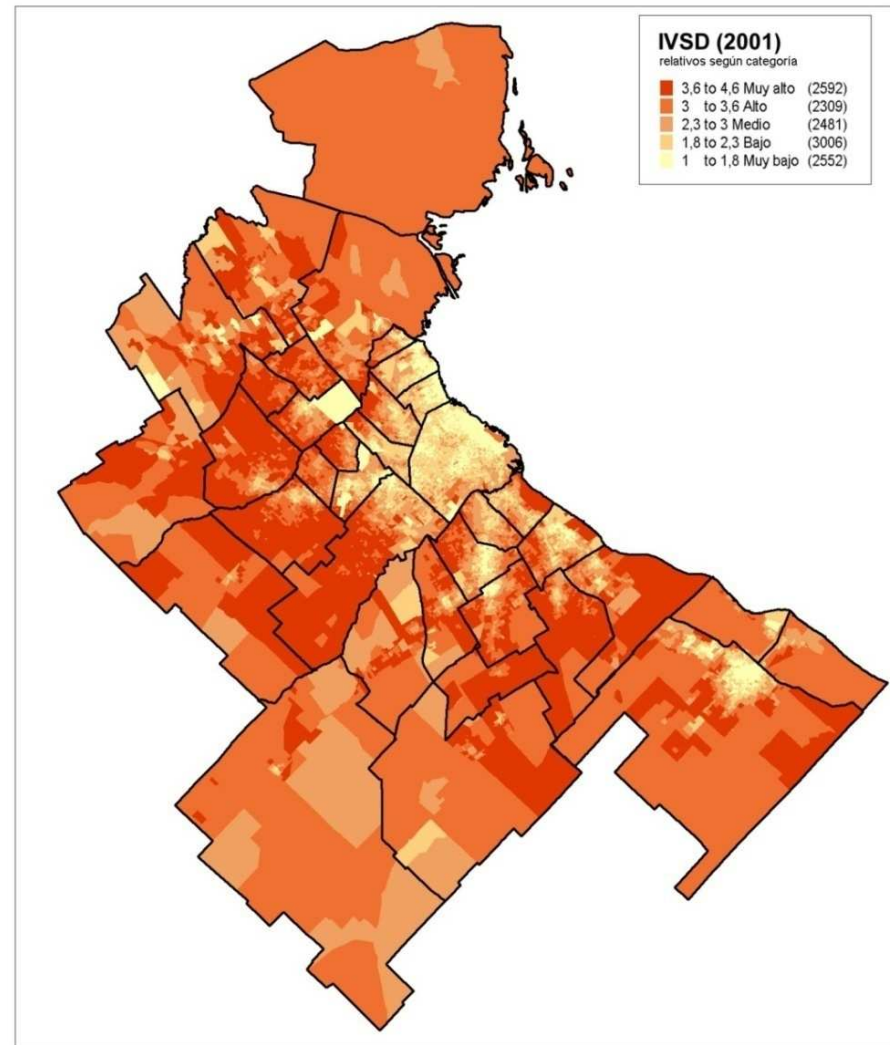 IVSD (2001)
relativos según categoría
3,6 to 4,6 Muy alto (2592)
3 to 3,6 Alto (2309)
2,3 to 3 Medio (2481)
1,8 to 2,3 Bajo (3006)
1 to 1,8 Muy bajo (2552)